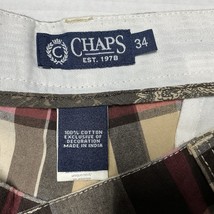 C
CHAPS
EST. 1978
34
100% COTTON
EXCLUSIVE OF
DECORATION
MADE IN INDIA